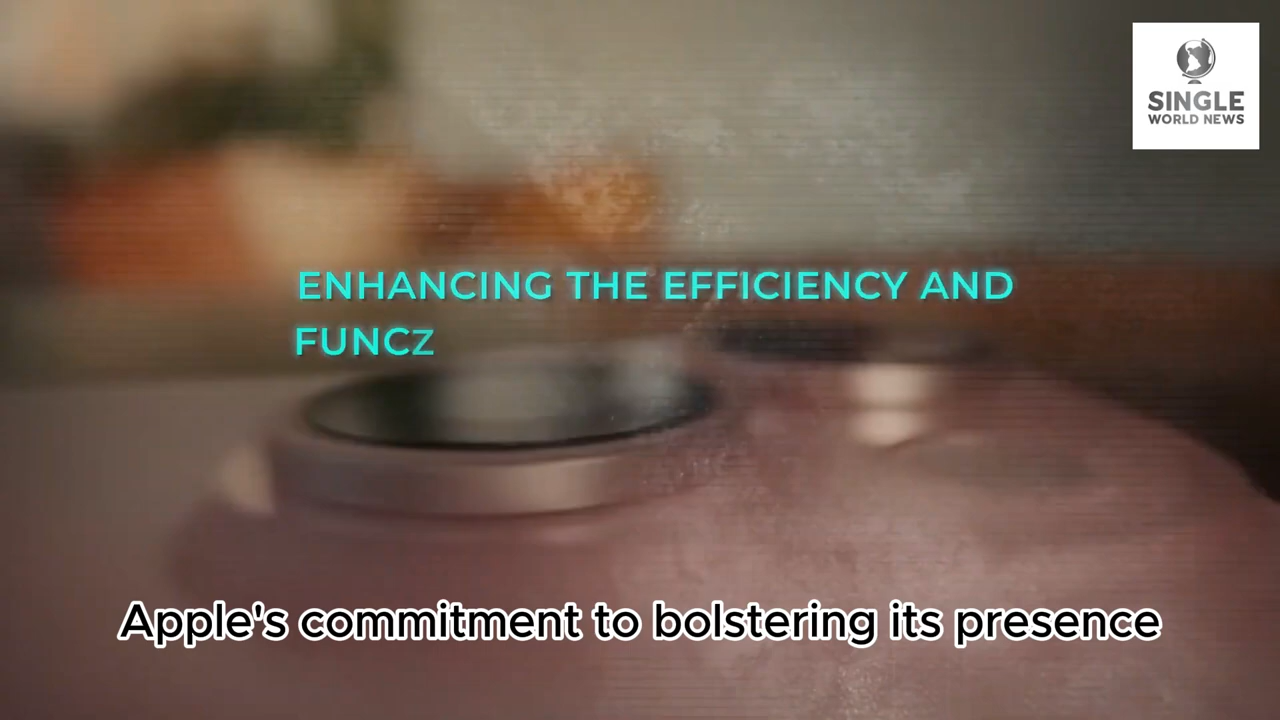 SINGLE
WORLD NEWS
ENHANCING THE EFFICIENCY AND
FUNCZ
Apple's commitment to bolstering its presence